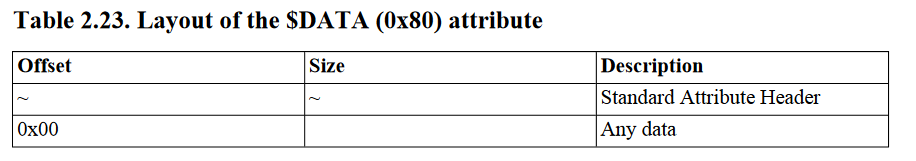 Table 2.23. Layout of the $DATA (0x80) attribute
Offset Size Description
~ ~ Standard Attribute Header
0x00 Any data